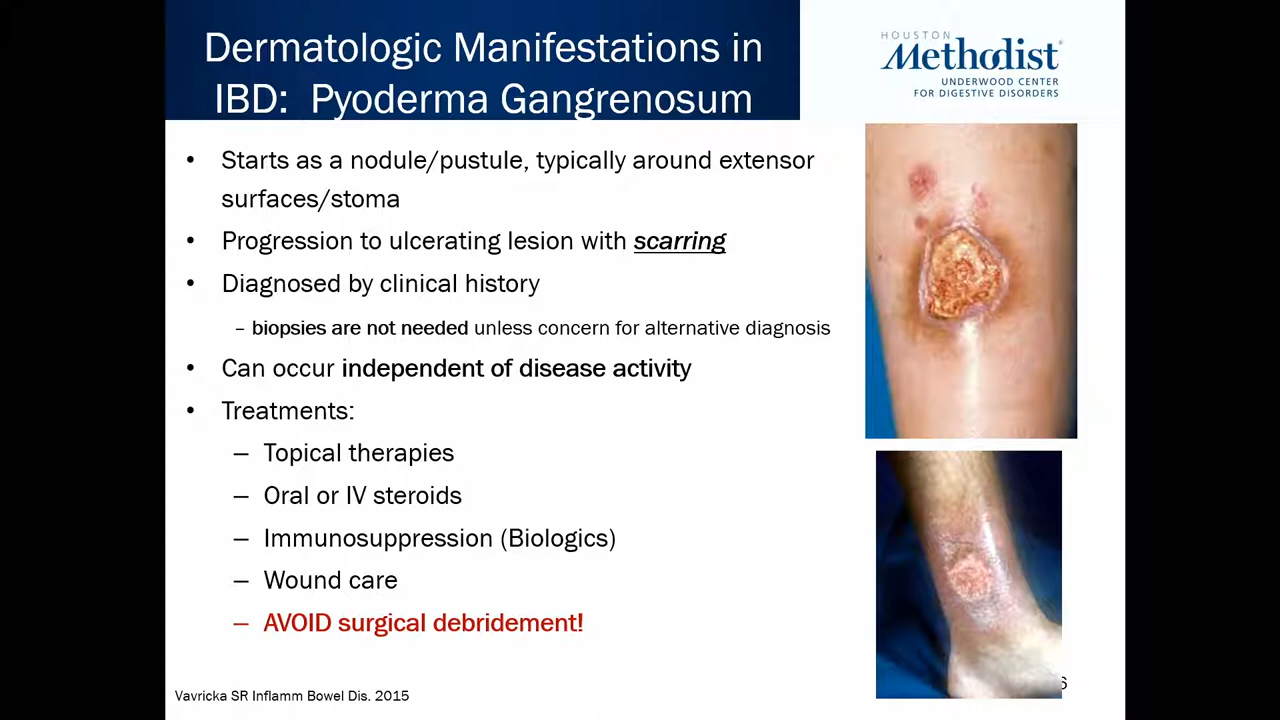 Dermatologic Manifestations in
IBD: Pyoderma Gangrenosum
HOUSTON
Methodist
UNDERWOOD CENTER
FOR DIGESTIVE DISORDERS
• Starts as a nodule/pustule, typically around extensor
surfaces/stoma
• Progression to ulcerating lesion with scarring
• Diagnosed by clinical history
– biopsies are not needed unless concern for alternative diagnosis
• Can occur independent of disease activity
• Treatments:
– Topical therapies
– Oral or IV steroids
– Immunosuppression (Biologics)
– Wound care
– AVOID surgical debridement!
Vavricka SR Inflamm Bowel Dis. 2015